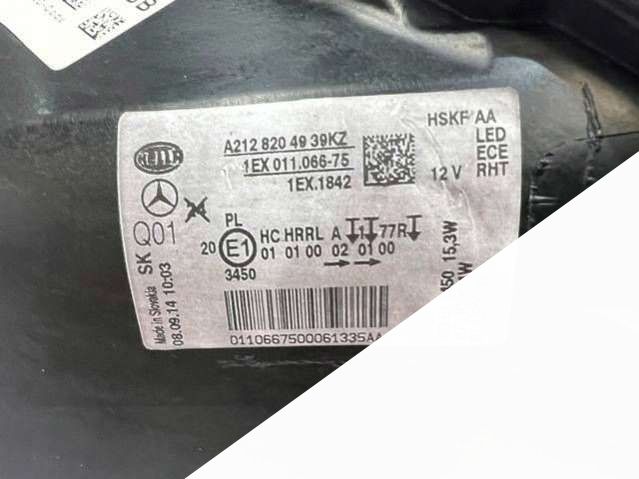 HELLA
A212 820 49 39KZ
1EX 011.066-75
1EX.1842
HSKF AA
LED
ECE
12 V RHT
SK Q01
Made in Slovakia
08.09.14 10:03
PL
20 E1 HC HRRL A 1 77R
01 01 00 02 01 00
3450
15,3W
0110667500061335AA